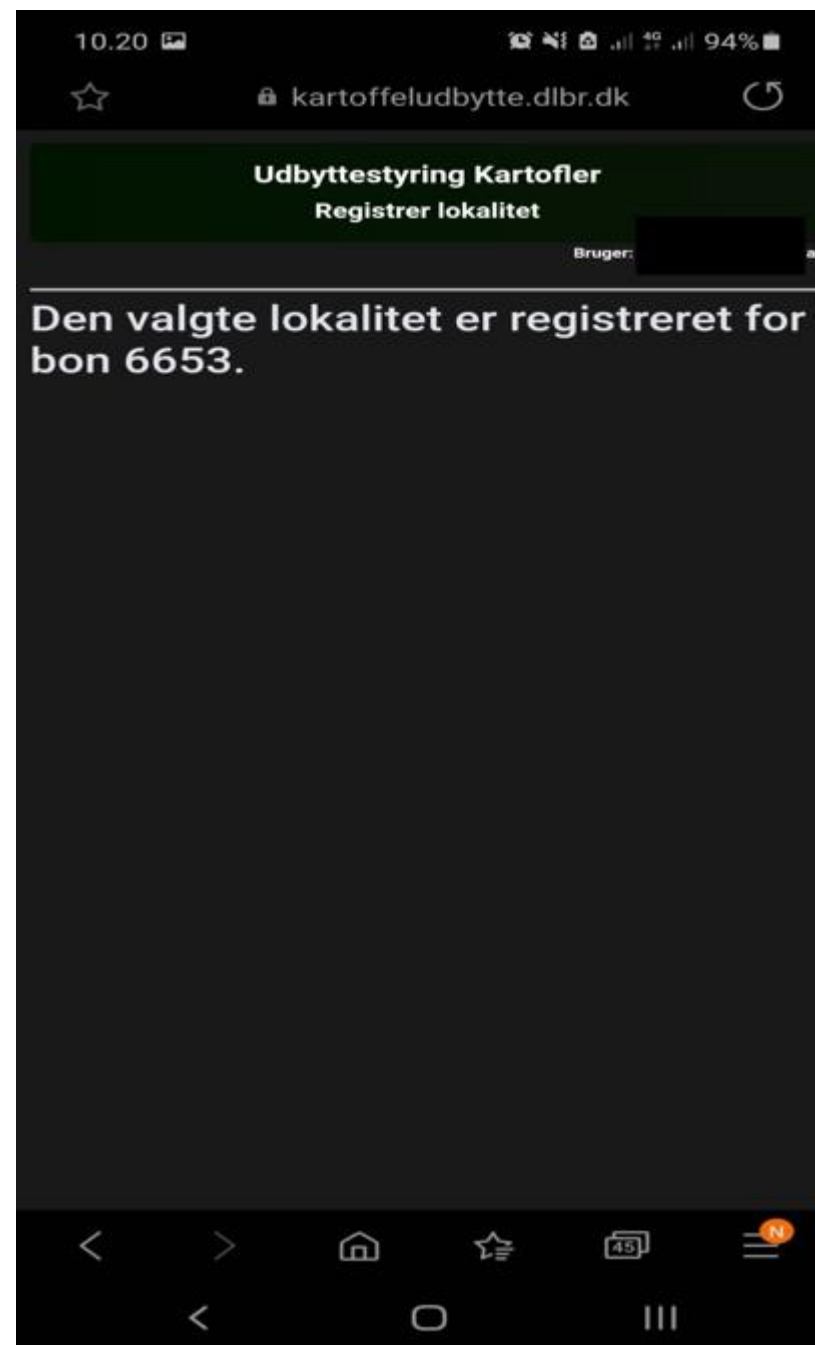 10.20 94%
kartoffeludbytte.dlbr.dk
Udbyttestyring Kartofler
Registrer lokalitet
Bruger: a
Den valgte lokalitet er registreret for
bon 6653.
45 N